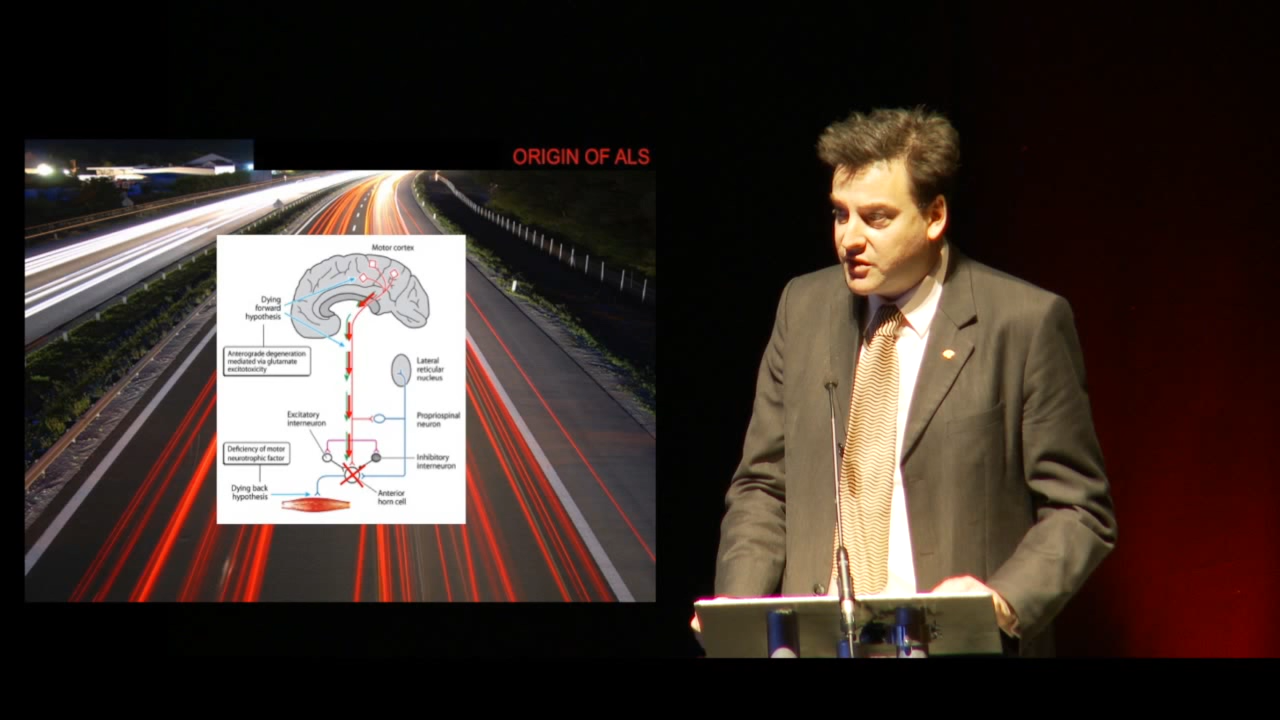 ORIGIN OF ALS
Motor cortex
Dying
forward
hypothesis
Anterograde degeneration
mediated via glutamate
excitotoxicity
Lateral
reticular
nucleus
Excitatory
interneuron
Propriospinal
neuron
Deficiency of motor
neurotrophic factor
Inhibitory
interneuron
Dying back
hypothesis
Anterior
horn cell